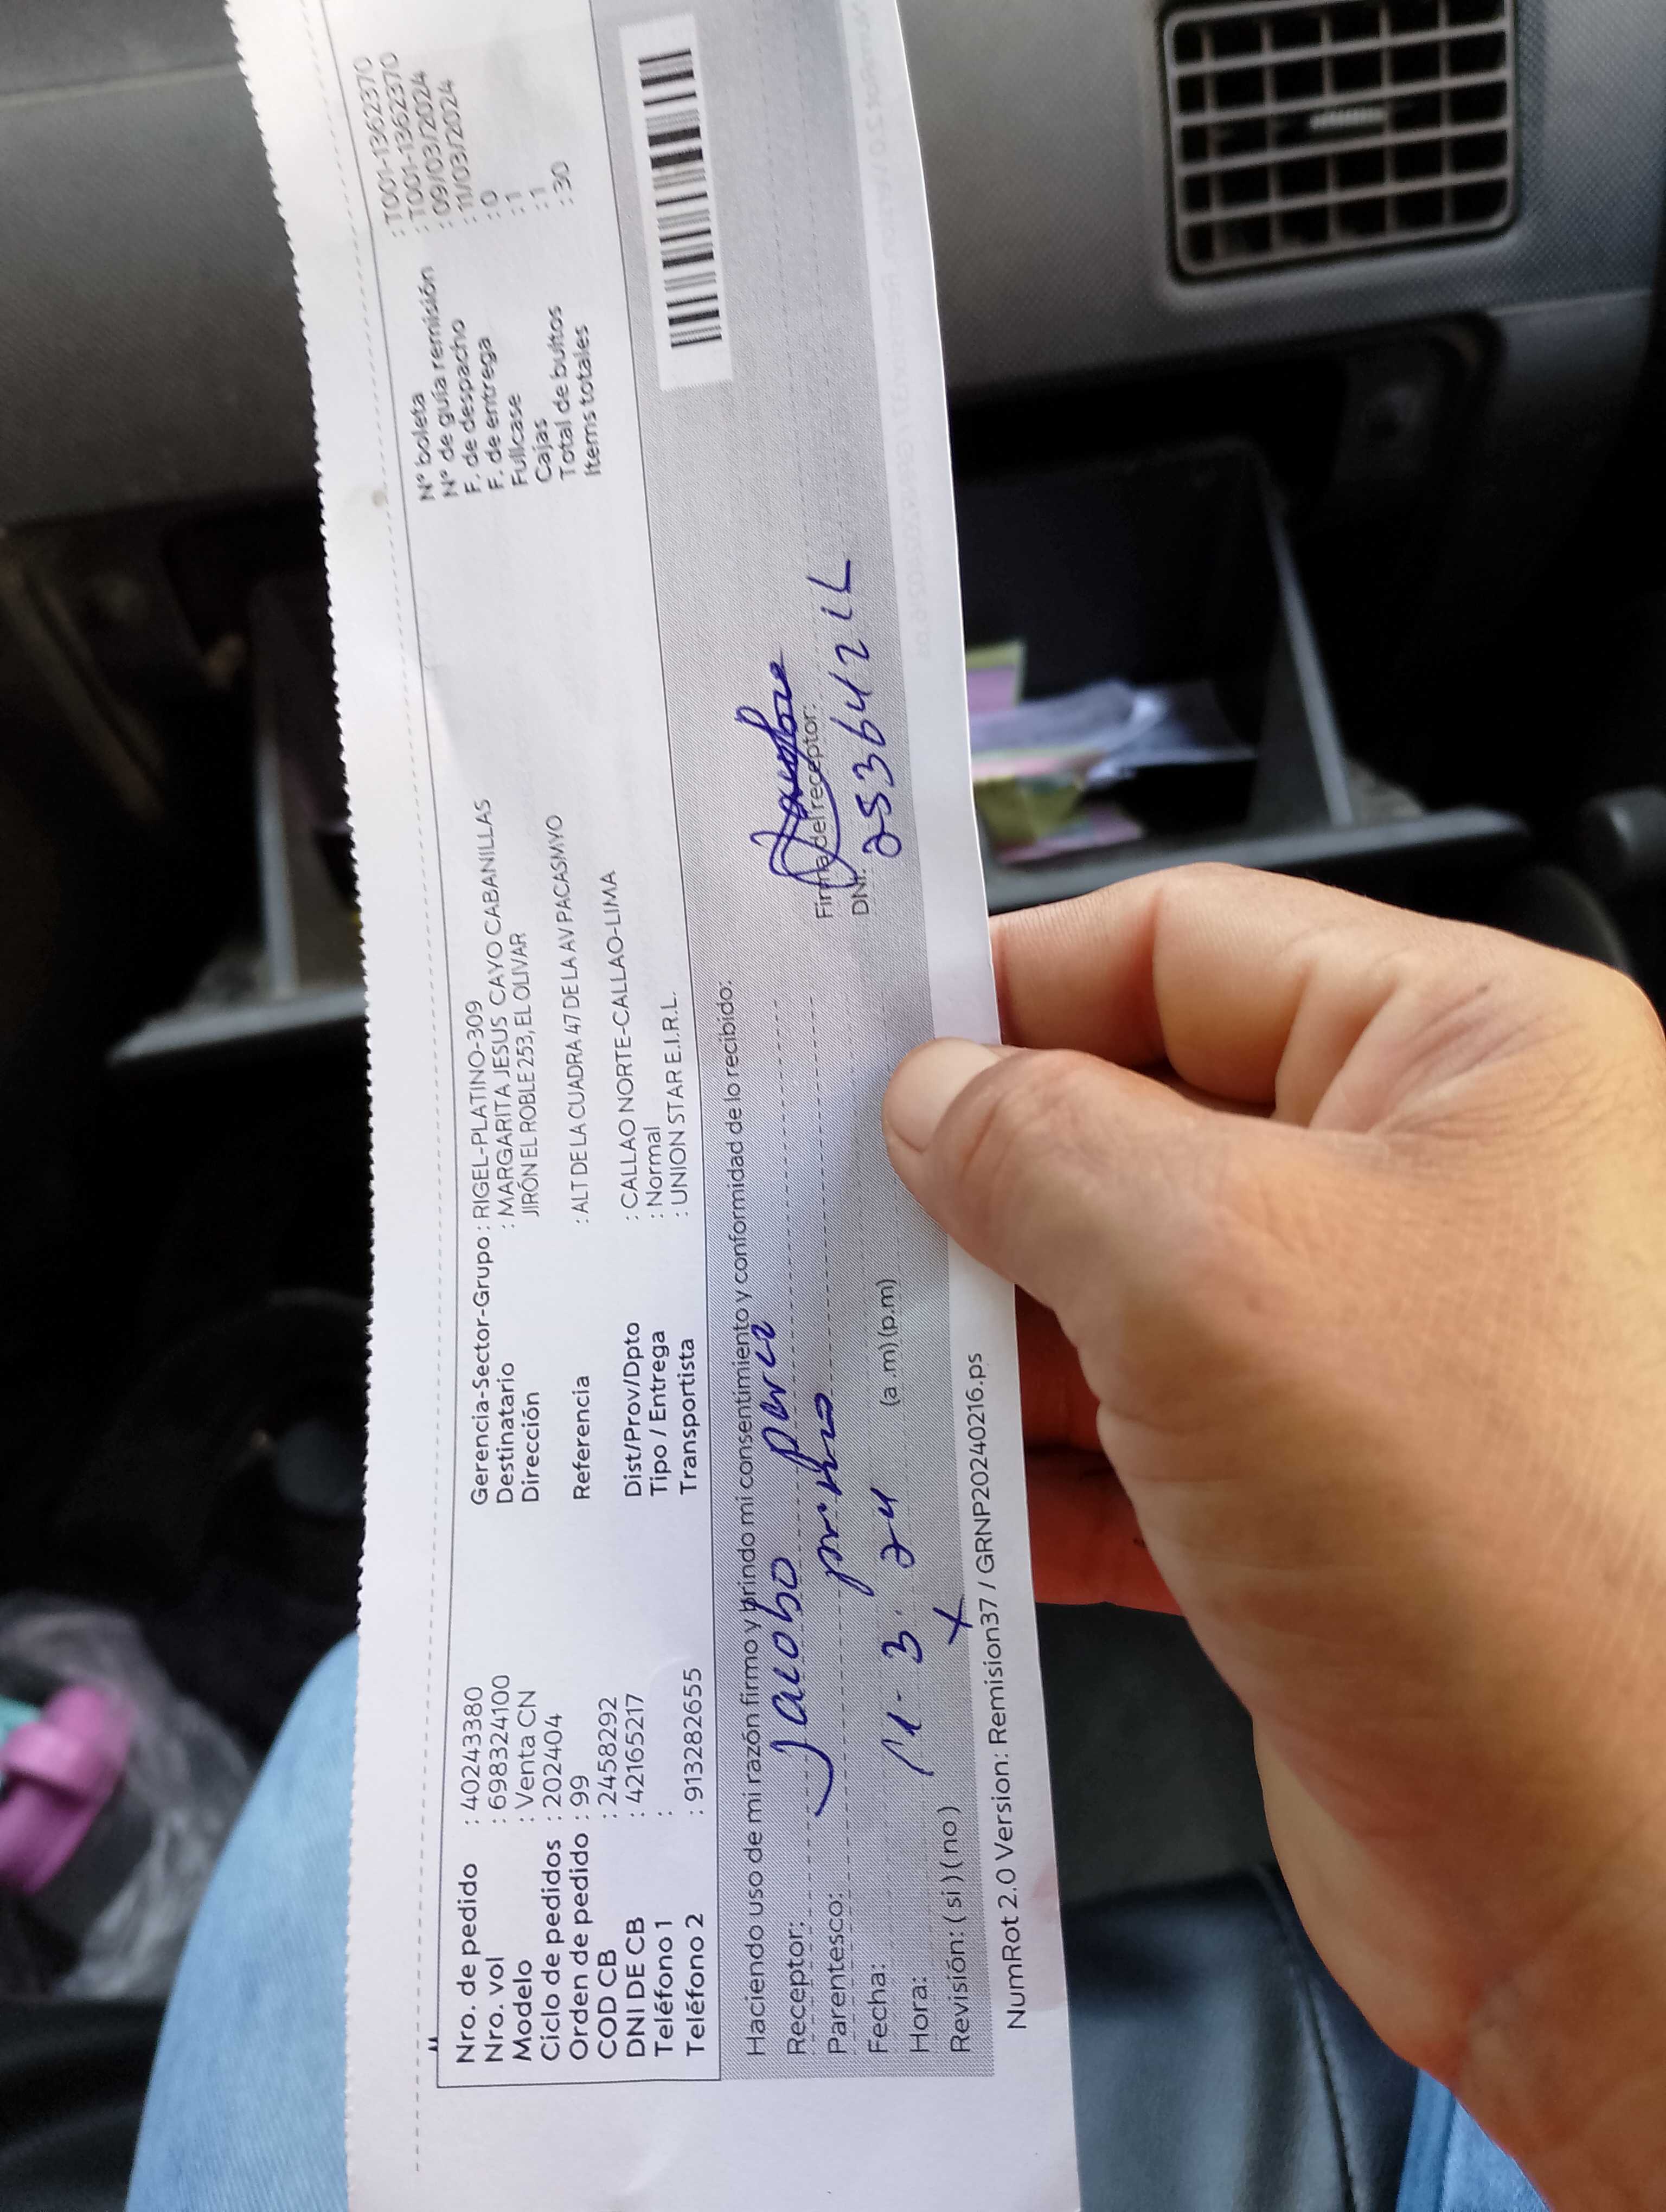 Nro. de pedido : 40243380
Nro. vol : 698324100
Modelo : Venta CN
Ciclo de pedidos : 202404
Orden de pedido : 99
COD CB : 2458292
DNI DE CB : 42165217
Teléfono 1 :
Teléfono 2 : 913282655
Gerencia-Sector-Grupo : RIGEL-PLATINO-309
Destinatario : MARGARITA JESUS CAYO CABANILLAS
Dirección JIRÓN EL ROBLE 253, EL OLIVAR
Referencia : ALT DE LA CUADRA 47 DE LA AV PACASMYO
Dist/Prov/Dpto : CALLAO NORTE-CALLAO-LIMA
Tipo / Entrega : Normal
Transportista : UNION STAR E.I.R.L.
N° boleta : T001-1362370
N° de guía remisión : T001-1362370
F. de despacho : 09/03/2024
F. de entrega : 11/03/2024
Fullcase : 0
Cajas : 1
Total de bultos : 1
Items totales : 30
Haciendo uso de mi razón firmo y brindo mi consentimiento y conformidad de lo recibido:
Receptor: Jacobo
Parentesco:
Fecha: 11-3. 24
Hora: (a .m) (p.m)
Revisión: ( si ) ( no ) X
Firma del receptor:
DNI:
NumRot 2.0 Version: Remision37 / GRNP20240216.ps